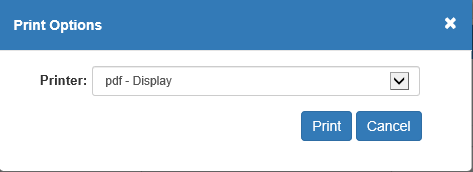 Print Options
Printer: pdf - Display
Print Cancel